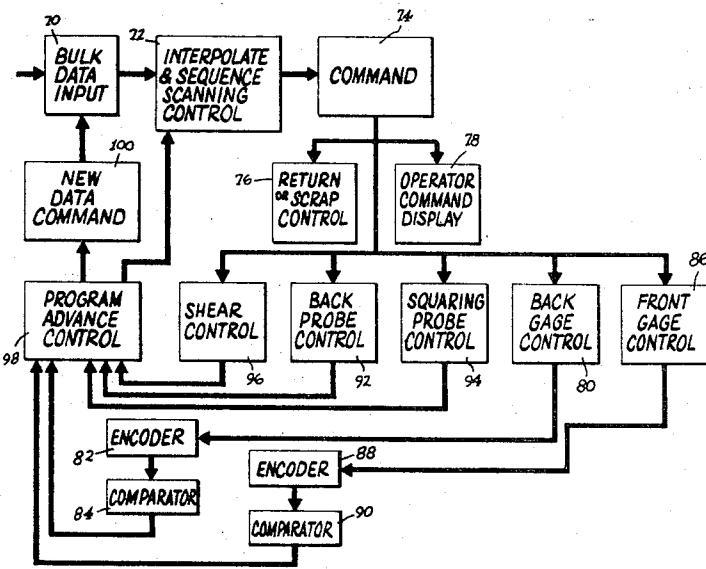 70
BULK
DATA
INPUT
72
INTERPOLATE
& SEQUENCE
SCANNING
CONTROL
74
COMMAND
100
NEW
DATA
COMMAND
76
RETURN
OR SCRAP
CONTROL
78
OPERATOR
COMMAND
DISPLAY
98
PROGRAM
ADVANCE
CONTROL
SHEAR
CONTROL
96
BACK
PROBE
CONTROL
92
SQUARING
PROBE
CONTROL
94
BACK
GAGE
CONTROL
80
86
FRONT
GAGE
CONTROL
82
ENCODER
84
COMPARATOR
88
ENCODER
COMPARATOR
90